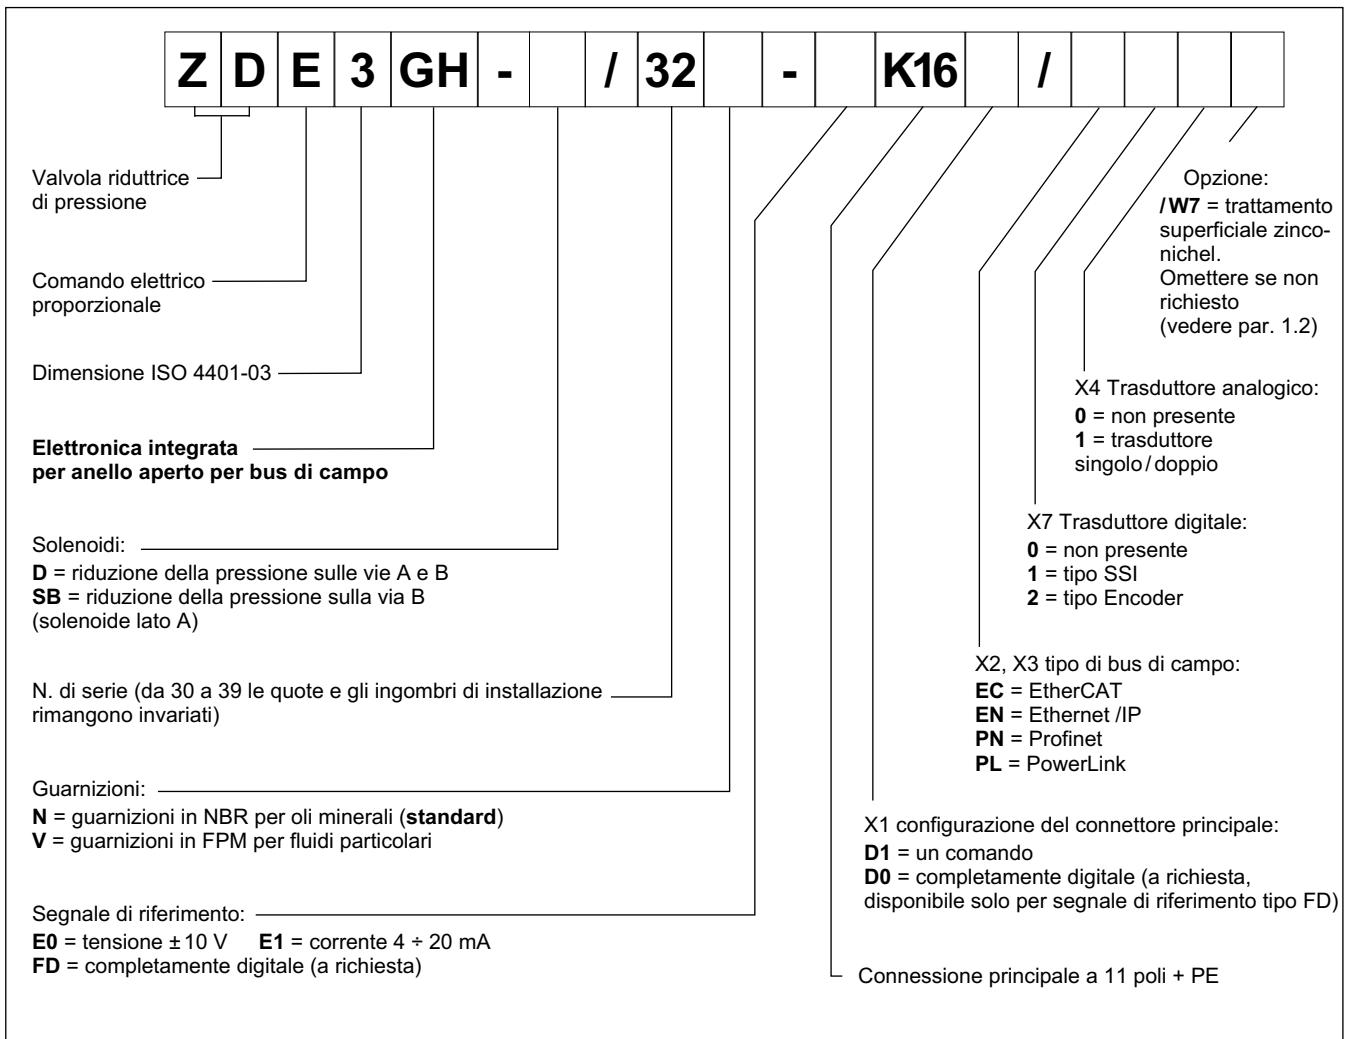 Z D E 3 GH - / 32 - K16 /
Valvola riduttrice
di pressione
Comando elettrico
proporzionale
Dimensione ISO 4401-03
Elettronica integrata
per anello aperto per bus di campo
Solenoidi:
D = riduzione della pressione sulle vie A e B
SB = riduzione della pressione sulla via B
(solenoide lato A)
N. di serie (da 30 a 39 le quote e gli ingombri di installazione
rimangono invariati)
Guarnizioni:
N = guarnizioni in NBR per oli minerali (standard)
V = guarnizioni in FPM per fluidi particolari
Segnale di riferimento:
E0 = tensione ±10 V E1 = corrente 4 ÷ 20 mA
FD = completamente digitale (a richiesta)
Opzione:
/W7 = trattamento
superficiale zinco-
nichel.
Omettere se non
richiesto
(vedere par. 1.2)
X4 Trasduttore analogico:
0 = non presente
1 = trasduttore
singolo/doppio
X7 Trasduttore digitale:
0 = non presente
1 = tipo SSI
2 = tipo Encoder
X2, X3 tipo di bus di campo:
EC = EtherCAT
EN = Ethernet /IP
PN = Profinet
PL = PowerLink
X1 configurazione del connettore principale:
D1 = un comando
D0 = completamente digitale (a richiesta,
disponibile solo per segnale di riferimento tipo FD)
Connessione principale a 11 poli + PE